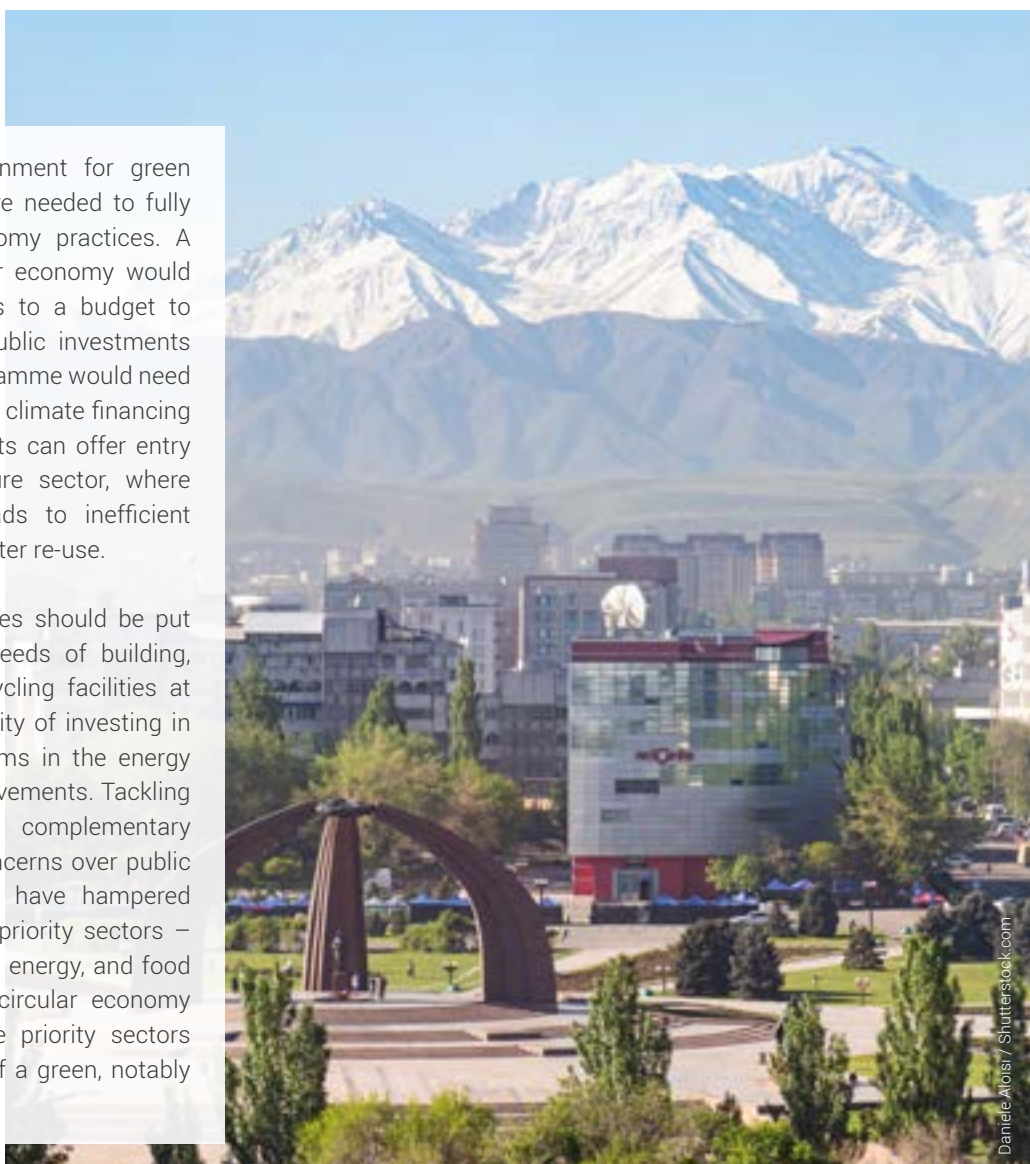 nment for green
e needed to fully
omy practices. A
r economy would
s to a budget to
ublic investments
amme would need
climate financing
ts can offer entry
ure sector, where
ads to inefficient
ter re-use.
es should be put
eeds of building,
ycling facilities at
ity of investing in
ms in the energy
vements. Tackling
complementary
ncerns over public
have hampered
priority sectors –
energy, and food
circular economy
e priority sectors
f a green, notably
Daniele Aloisi / Shutterstock.com